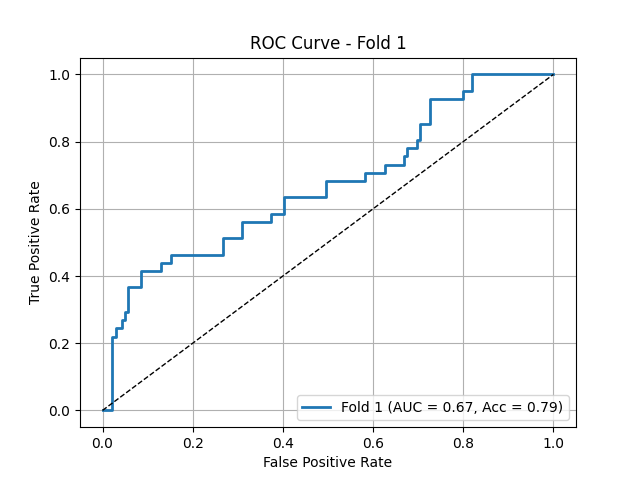 ROC Curve - Fold 1
True Positive Rate
1.0
0.8
0.6
0.4
0.2
0.0
Fold 1 (AUC = 0.67, Acc = 0.79)
0.0 0.2 0.4 0.6 0.8 1.0
False Positive Rate